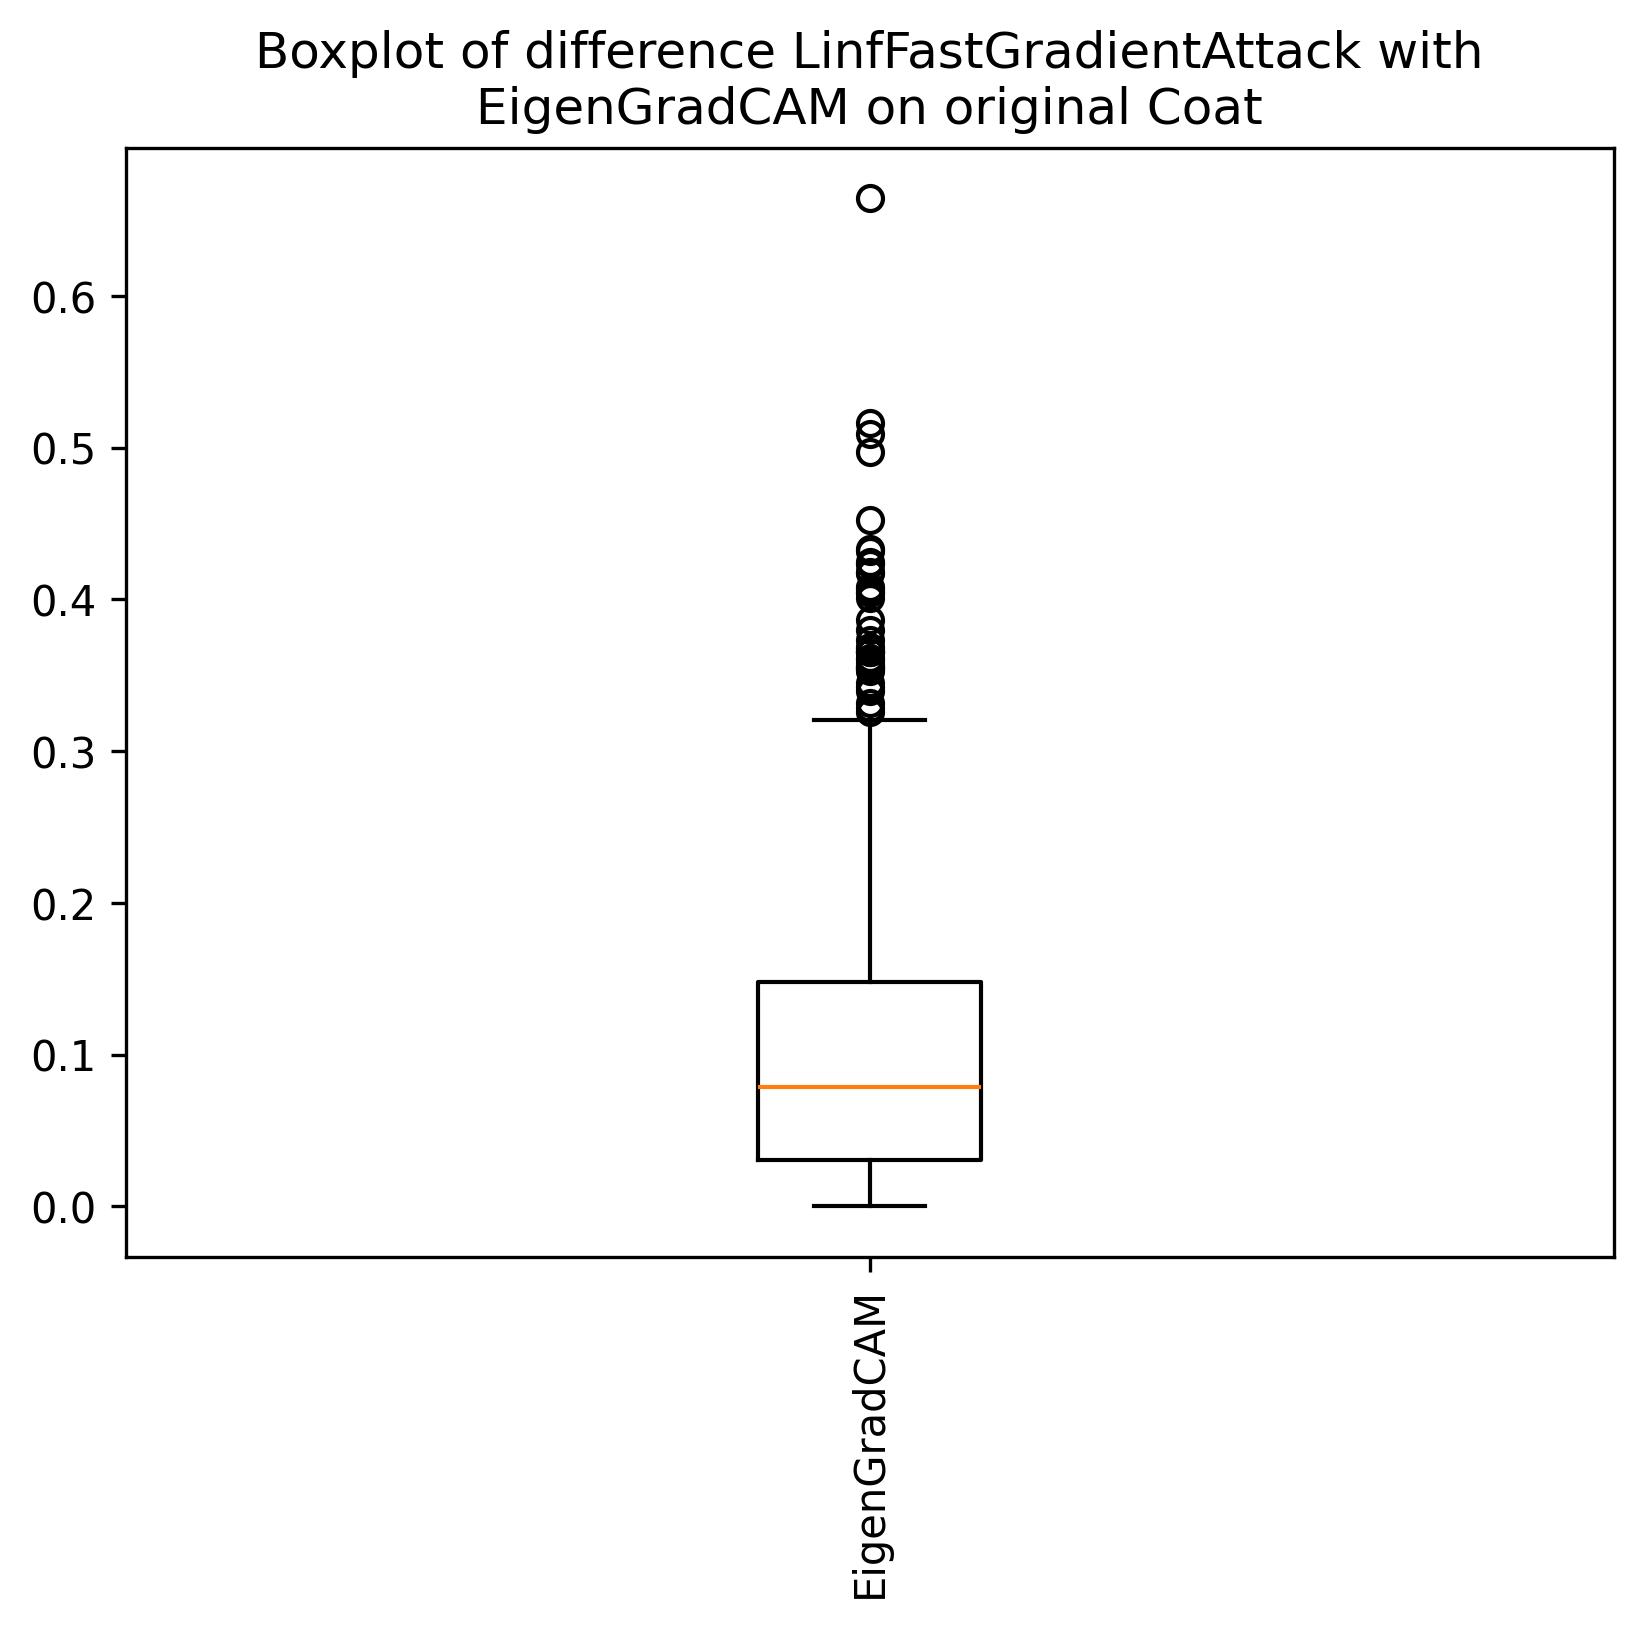 Boxplot of difference LinfFastGradientAttack with
EigenGradCAM on original Coat
0.6
0.5
0.4
0.3
0.2
0.1
0.0
EigenGradCAM